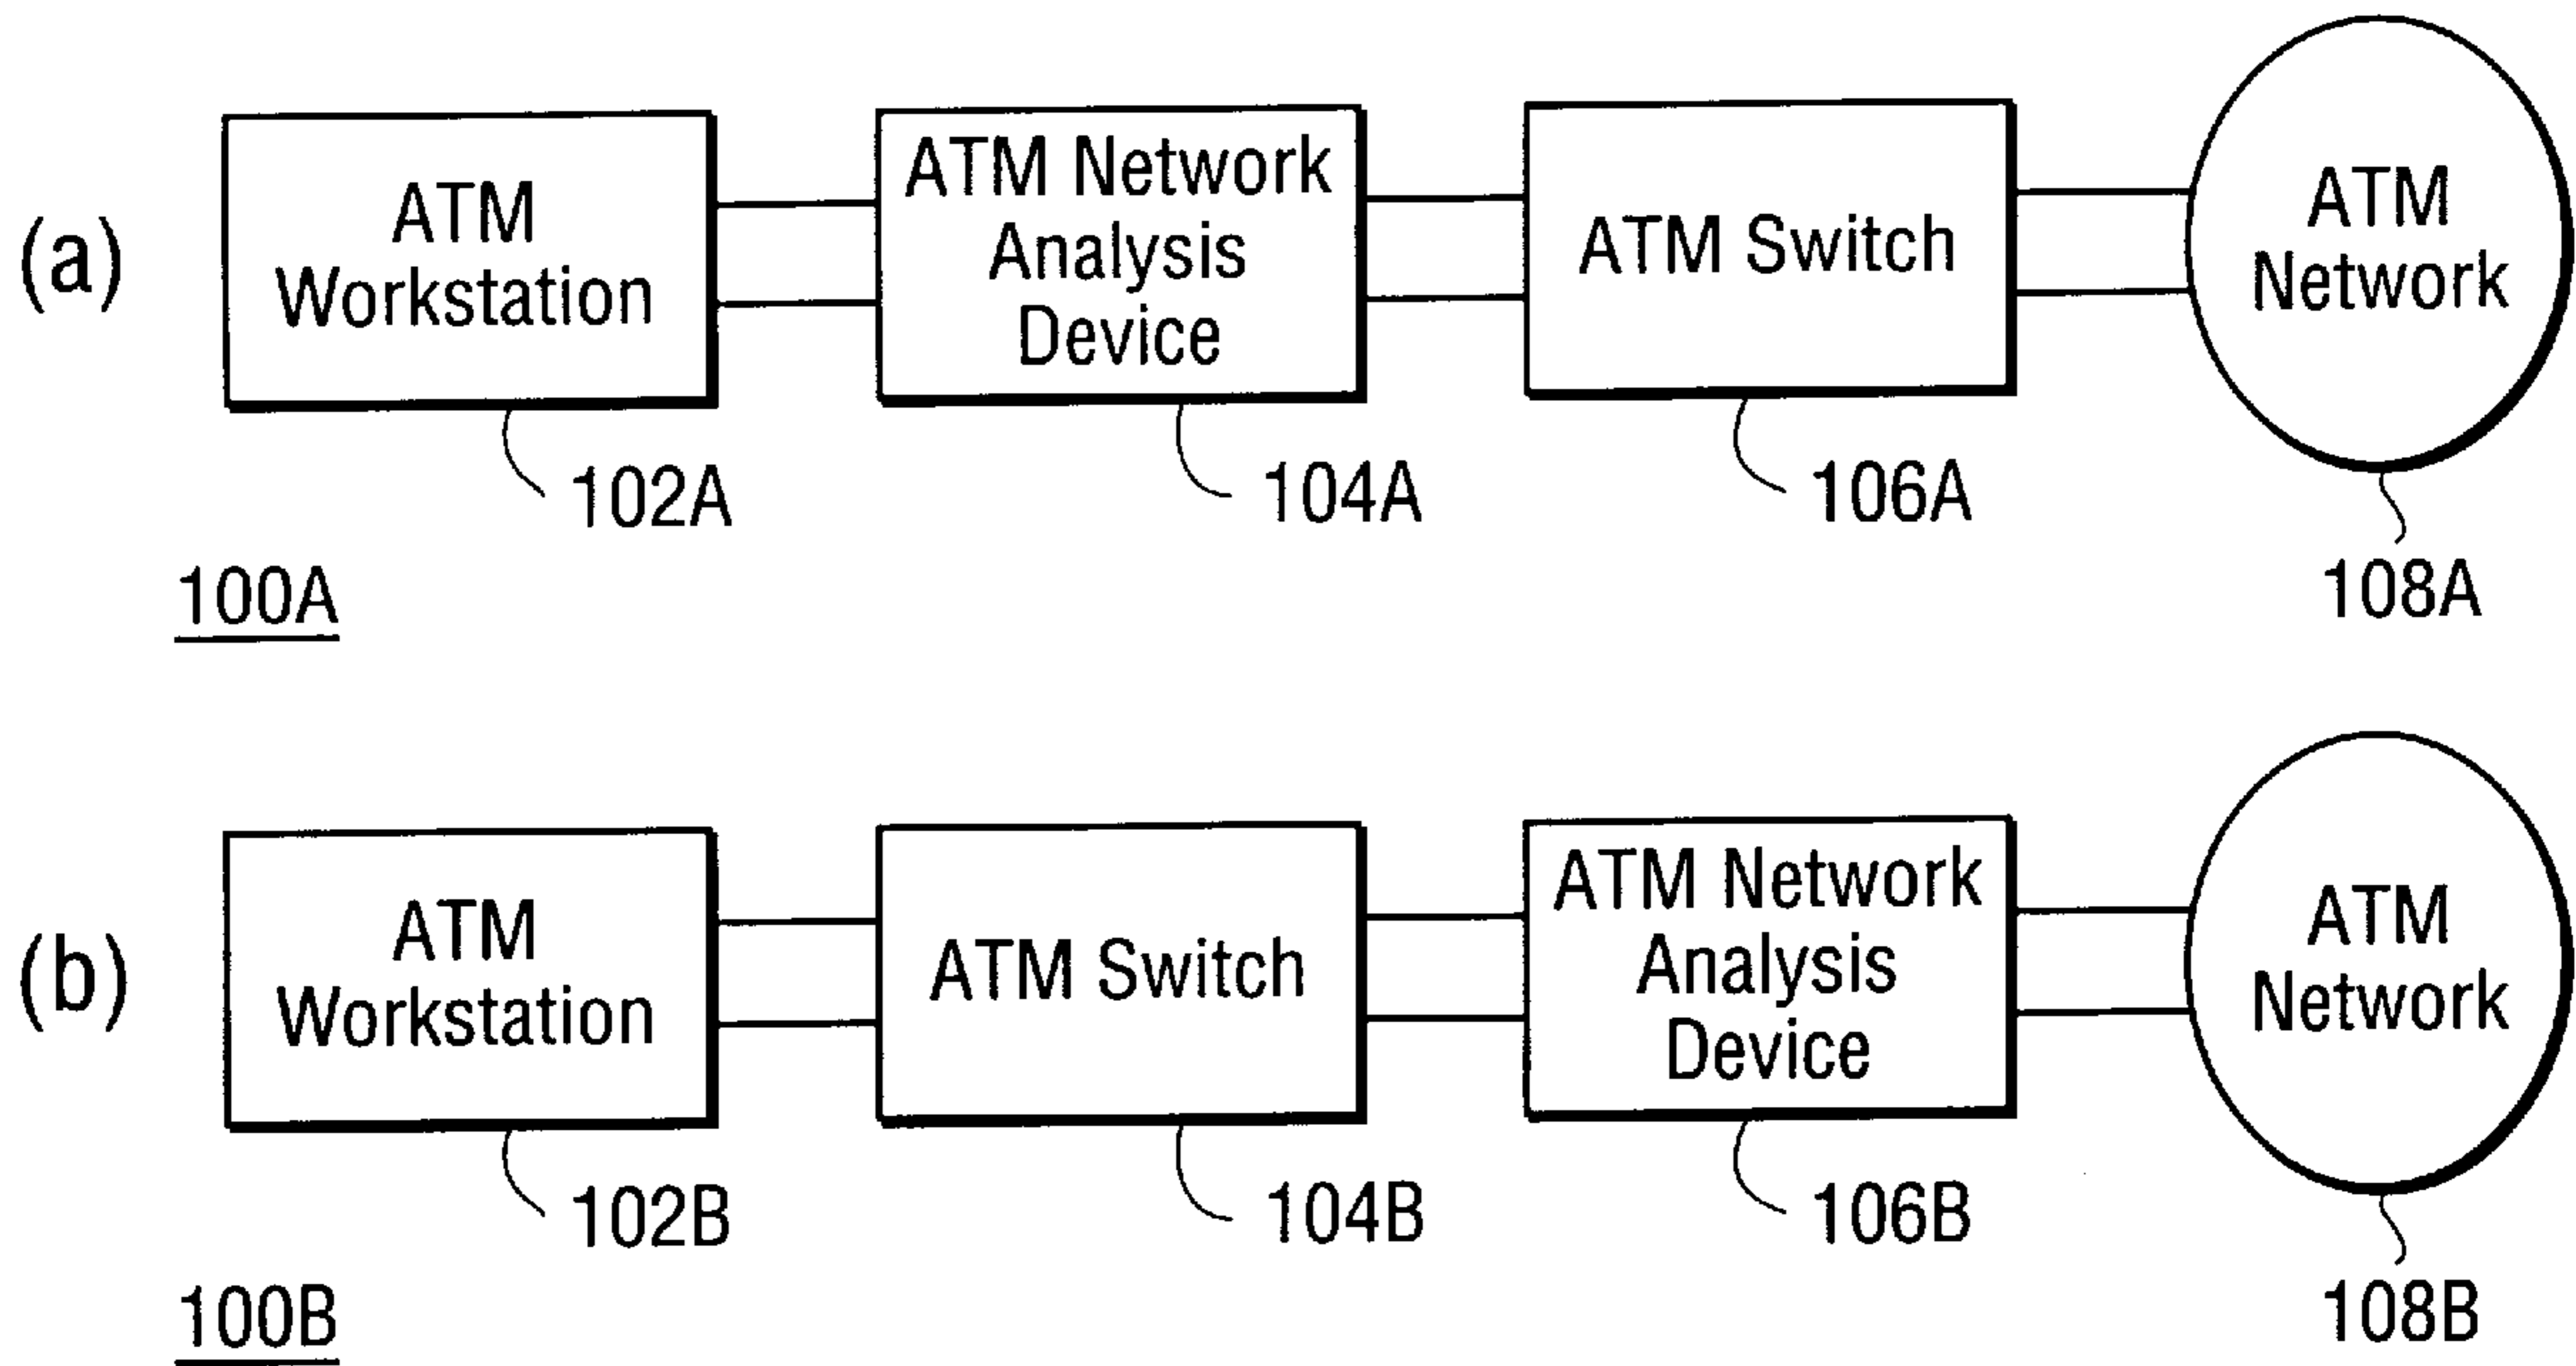 (a)
ATM
Workstation
ATM Network
Analysis
Device
ATM Switch
ATM
Network
102A
104A
106A
108A
100A
(b)
ATM
Workstation
ATM Switch
ATM Network
Analysis
Device
ATM
Network
102B
104B
106B
108B
100B